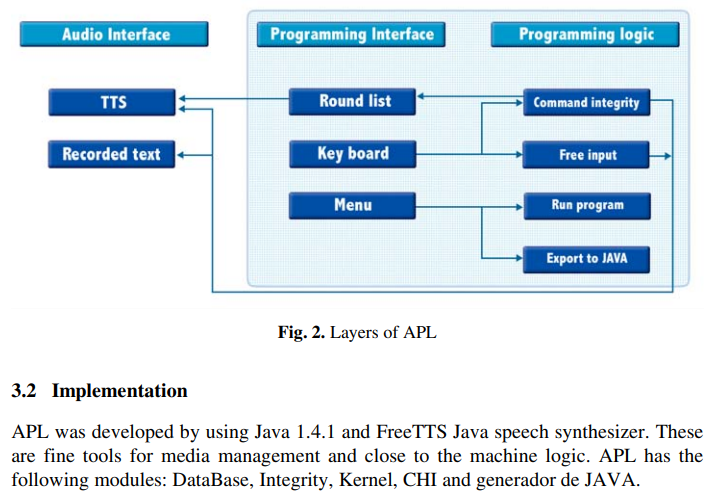 Audio Interface
Programming Interface
Programming logic
TTS
Round list
Command integrity
Recorded text
Key board
Free input
Menu
Run program
Export to JAVA
Fig. 2. Layers of APL
3.2 Implementation
APL was developed by using Java 1.4.1 and FreeTTS Java speech synthesizer. These
are fine tools for media management and close to the machine logic. APL has the
following modules: DataBase, Integrity, Kernel, CHI and generador de JAVA.